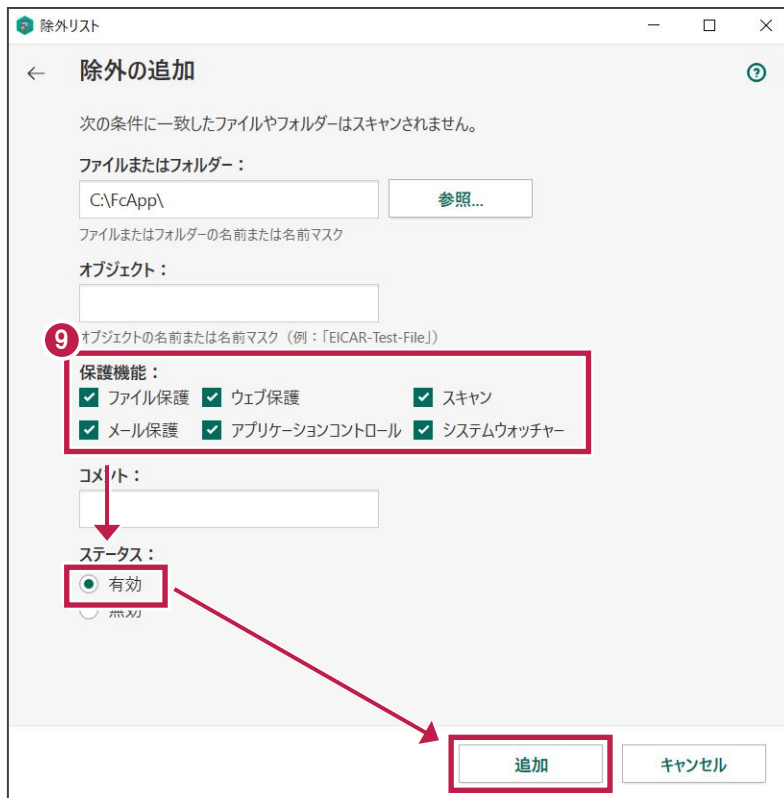 除外リスト
除外の追加
次の条件に一致したファイルやフォルダーはスキャンされません。
ファイルまたはフォルダー：
C:\FcApp\
参照...
ファイルまたはフォルダーの名前または名前マスク
オブジェクト：
オブジェクトの名前または名前マスク（例：「EICAR-Test-File」）
9
保護機能：
ファイル保護 ウェブ保護 スキャン
メール保護 アプリケーションコントロール システムウォッチャー
コメント：
ステータス：
有効
無効
追加 キャンセル